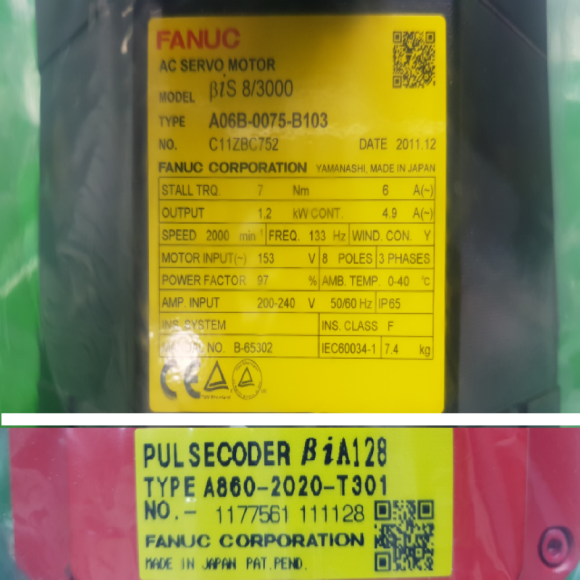 FANUC
AC SERVO MOTOR
MODEL βiS 8/3000
TYPE A06B-0075-B103
NO. C11ZBC752 DATE 2011.12
FANUC CORPORATION YAMANASHI, MADE IN JAPAN
STALL TRQ. 7 Nm 6 A(~)
OUTPUT 1.2 kW CONT. 4.9 A(~)
SPEED 2000 min⁻¹ FREQ. 133 Hz WIND. CON. Y
MOTOR INPUT(~) 153 V 8 POLES 3 PHASES
POWER FACTOR 97 % AMB. TEMP. 0-40 ℃
AMP. INPUT 200-240 V 50/60 Hz IP65
INS. SYSTEM INS. CLASS F
NO. B-65302 IEC60034-1 7.4 kg
CE
PULSECODER βiA128
TYPE A860-2020-T301
NO.- 1177561 111128
FANUC CORPORATION
MADE IN JAPAN PAT.PEND.